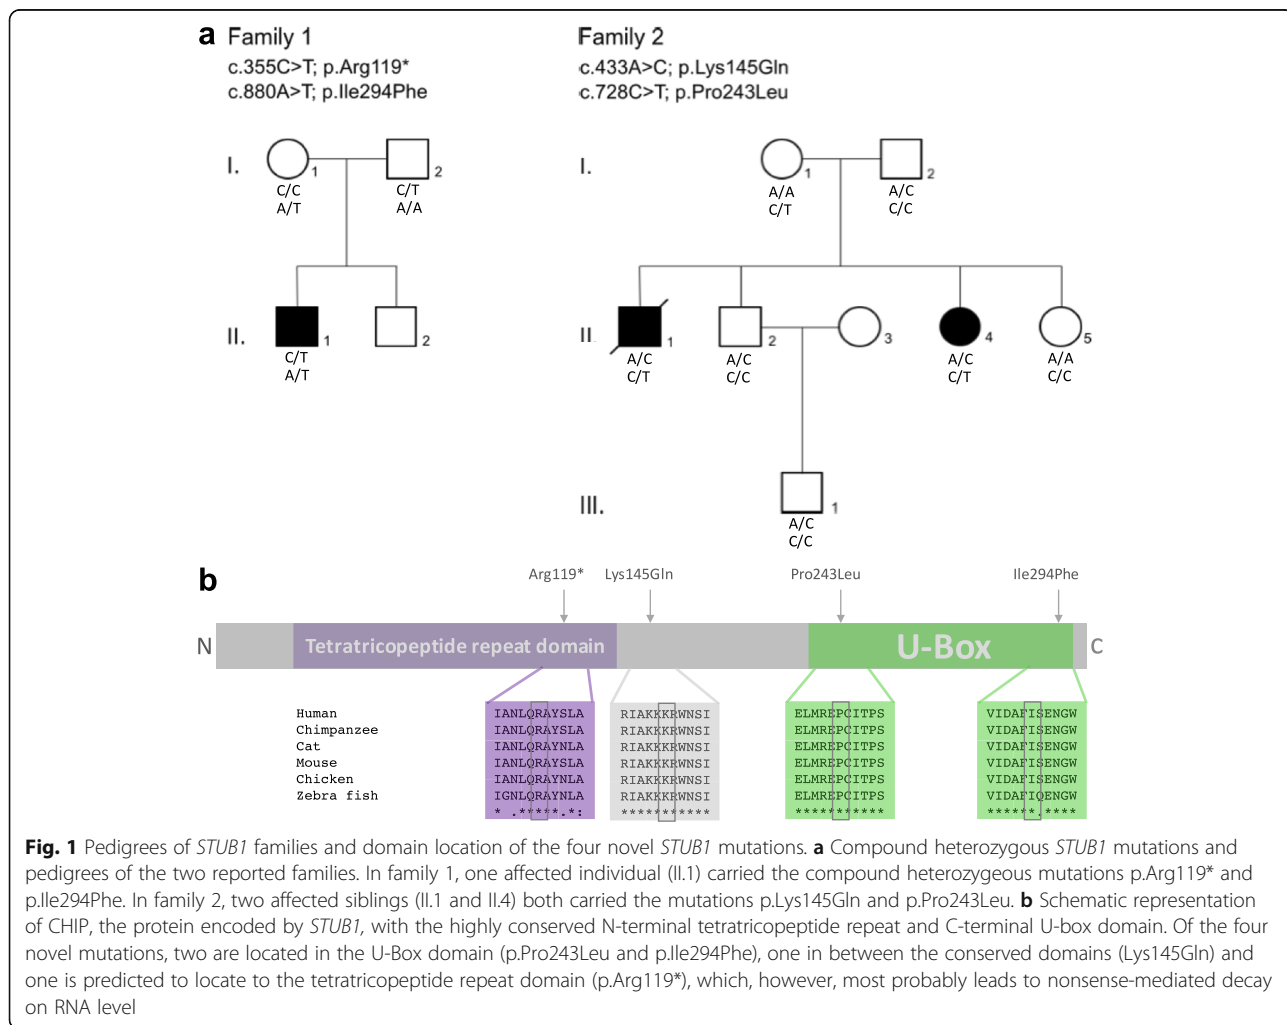 a Family 1 Family 2
c.355C>T; p.Arg119* c.433A>C; p.Lys145Gln
c.880A>T; p.Ile294Phe c.728C>T; p.Pro243Leu
I. 1 2 I. 1 2
C/C C/T A/A A/C
A/T A/A C/T C/C
II. 1 2 II. 1 2 3 4 5
C/T A/C A/C A/C A/A
A/T C/T C/C C/T C/C
III. 1
A/C
C/C
b
Arg119* Lys145Gln Pro243Leu Ile294Phe
N Tetratricopeptide repeat domain U-Box C
Human IANLQRAYSLA RIAKKKRWNSI ELMREPCITPS VIDAFISENGW
Chimpanzee IANLQRAYSLA RIAKKKRWNSI ELMREPCITPS VIDAFISENGW
Cat IANLQRAYNLA RIAKKKRWNSI ELMREPCITPS VIDAFISENGW
Mouse IANLQRAYSLA RIAKKKRWNSI ELMREPCITPS VIDAFISENGW
Chicken IANLQRAYNLA RIAKKKRWNSI ELMREPCITPS VIDAFISENGW
Zebra fish IGNLQRAYNLA RIAKKKRWNSI ELMREPCITPS VIDAFIQENGW
* .*****.*: *********** *********** ******.****
Fig. 1 Pedigrees of STUB1 families and domain location of the four novel STUB1 mutations. a Compound heterozygous STUB1 mutations and
pedigrees of the two reported families. In family 1, one affected individual (II.1) carried the compound heterozygeous mutations p.Arg119* and
p.Ile294Phe. In family 2, two affected siblings (II.1 and II.4) both carried the mutations p.Lys145Gln and p.Pro243Leu. b Schematic representation
of CHIP, the protein encoded by STUB1, with the highly conserved N-terminal tetratricopeptide repeat and C-terminal U-box domain. Of the four
novel mutations, two are located in the U-Box domain (p.Pro243Leu and p.Ile294Phe), one in between the conserved domains (Lys145Gln) and
one is predicted to locate to the tetratricopeptide repeat domain (p.Arg119*), which, however, most probably leads to nonsense-mediated decay
on RNA level